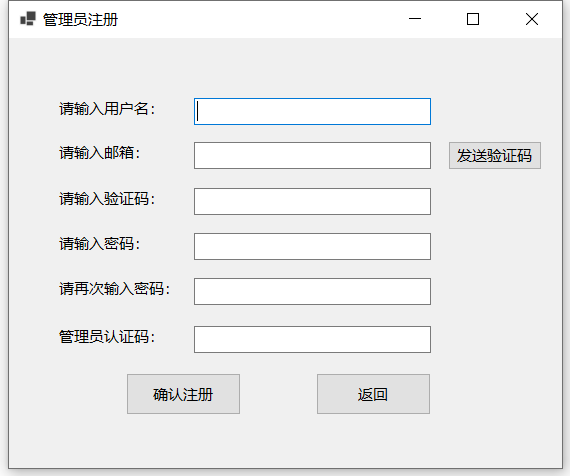 管理员注册
请输入用户名：
请输入邮箱： 发送验证码
请输入验证码：
请输入密码：
请再次输入密码：
管理员认证码：
确认注册 返回